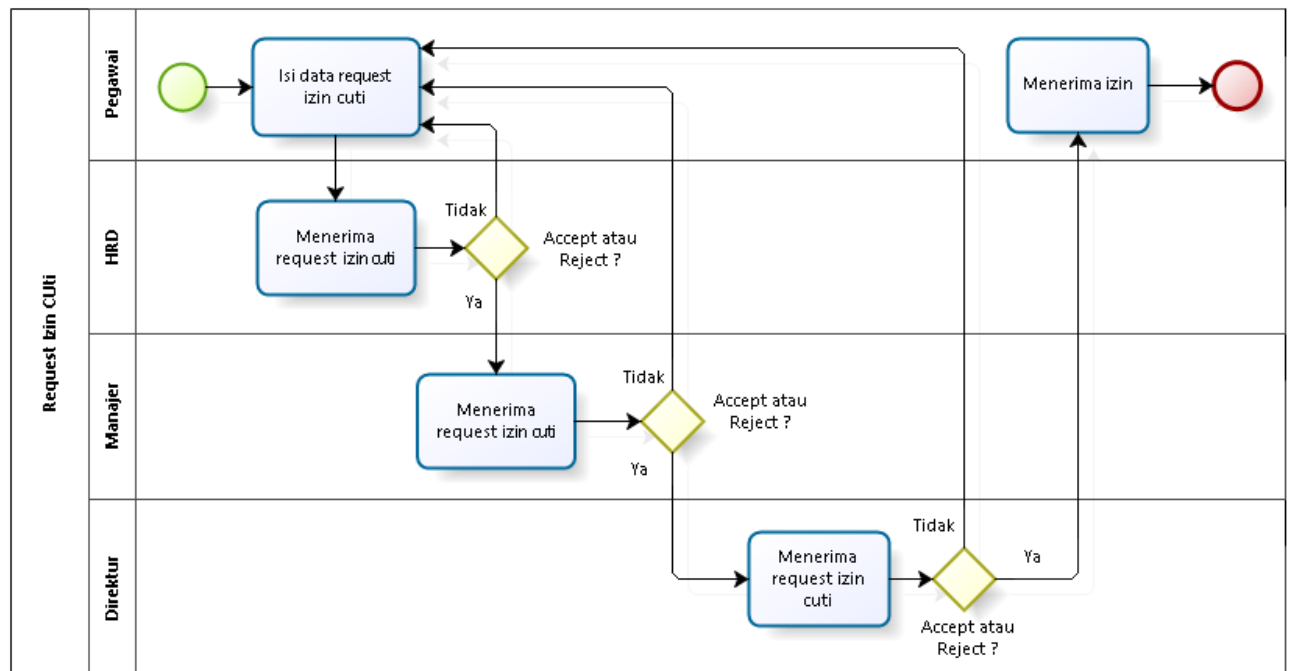 Request Izin CUti
Pegawai
Isi data request
izin cuti
Menerima izin
HRD
Menerima
request izin cuti
Tidak
Accept atau
Reject ?
Ya
Manajer
Menerima
request izin cuti
Tidak
Accept atau
Reject ?
Ya
Direktur
Menerima
request izin
cuti
Tidak
Ya
Accept atau
Reject ?